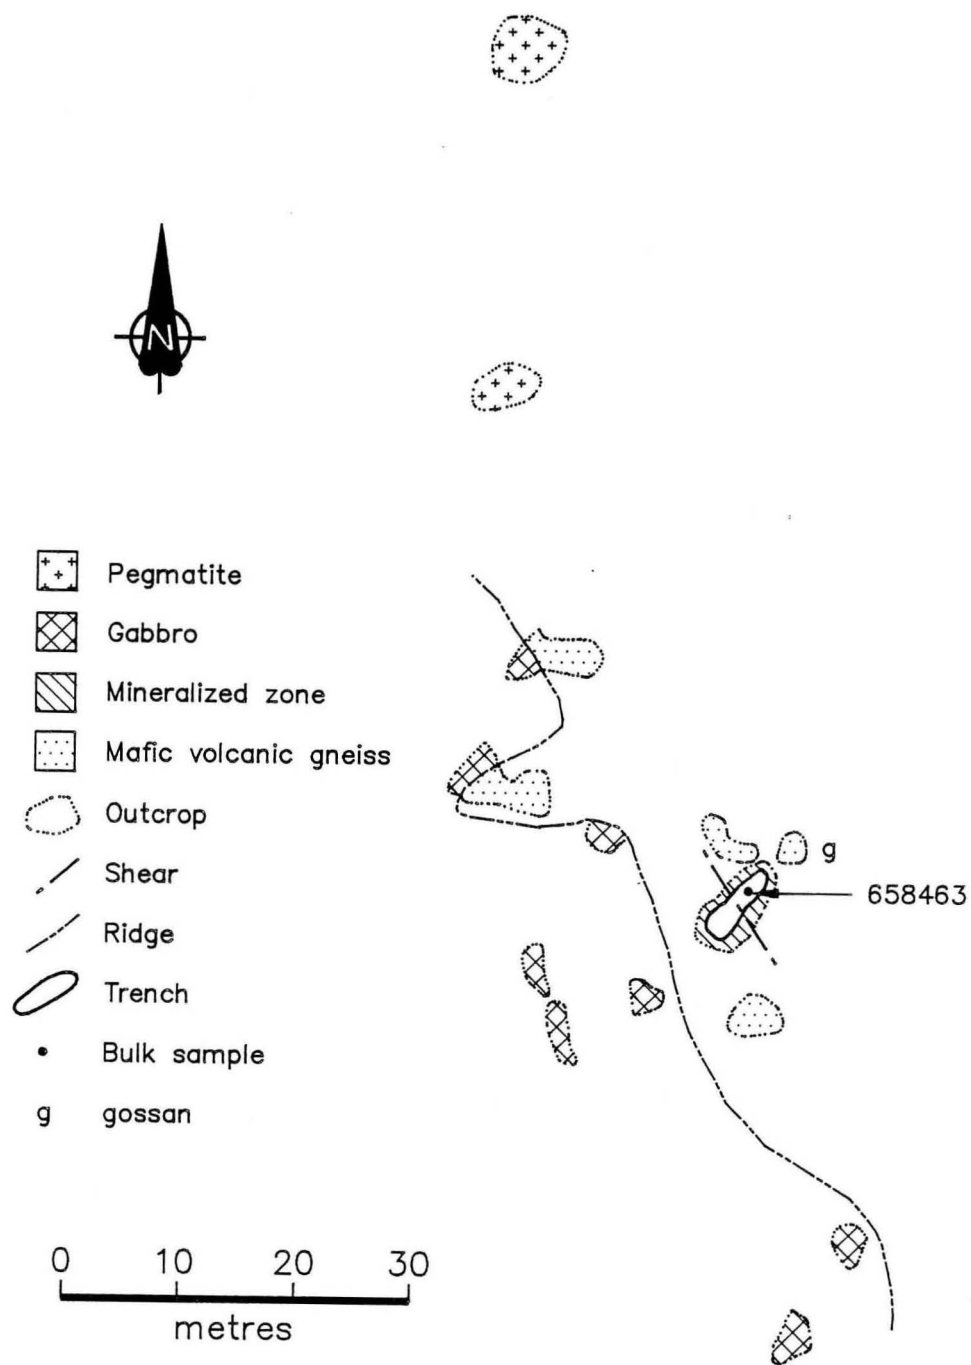 N
Pegmatite
Gabbro
Mineralized zone
Mafic volcanic gneiss
Outcrop
Shear
Ridge
Trench
Bulk sample
g gossan
g
658463
0 10 20 30
metres